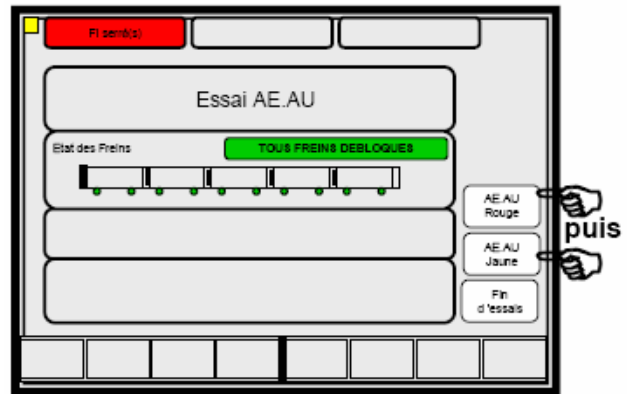 FI serré(s)
Essai AE.AU
Etat des Freins
TOUS FREINS DEBLOQUES
AE.AU
Rouge
puis
AE.AU
Jaune
Fin
d 'essais